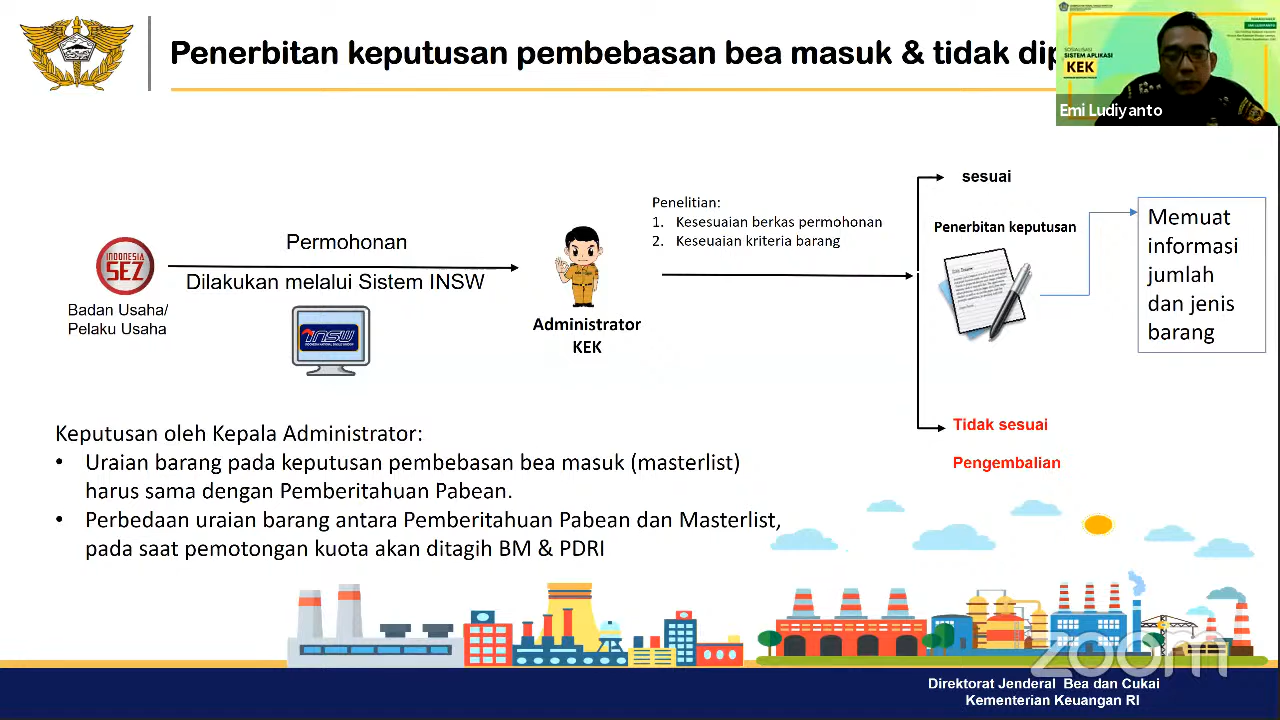 Penerbitan keputusan pembebasan bea masuk & tidak dip
SOSIALISASI
SISTEM APLIKASI
KEK
Emi Ludiyanto
sesuai
Penelitian:
1. Kesesuaian berkas permohonan
2. Keseuaian kriteria barang
Penerbitan keputusan
Memuat
informasi
jumlah
dan jenis
barang
Permohonan
Dilakukan melalui Sistem INSW
INDONESIA
SEZ
Badan Usaha/
Pelaku Usaha
INSW
Administrator
KEK
Tidak sesuai
Pengembalian
Keputusan oleh Kepala Administrator:
• Uraian barang pada keputusan pembebasan bea masuk (masterlist)
harus sama dengan Pemberitahuan Pabean.
• Perbedaan uraian barang antara Pemberitahuan Pabean dan Masterlist,
pada saat pemotongan kuota akan ditagih BM & PDRI
zoom
Direktorat Jenderal Bea dan Cukai
Kementerian Keuangan RI